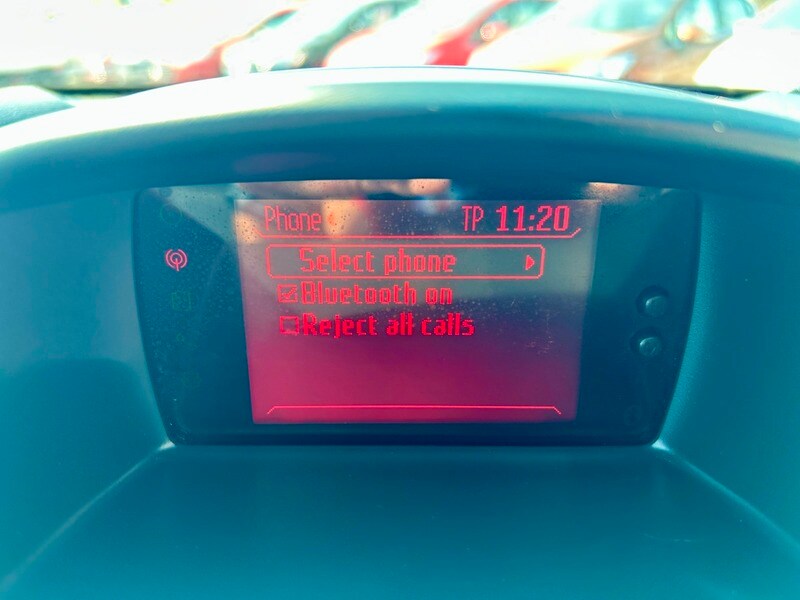 Phone TP 11:20
Select phone
Bluetooth on
Reject all calls